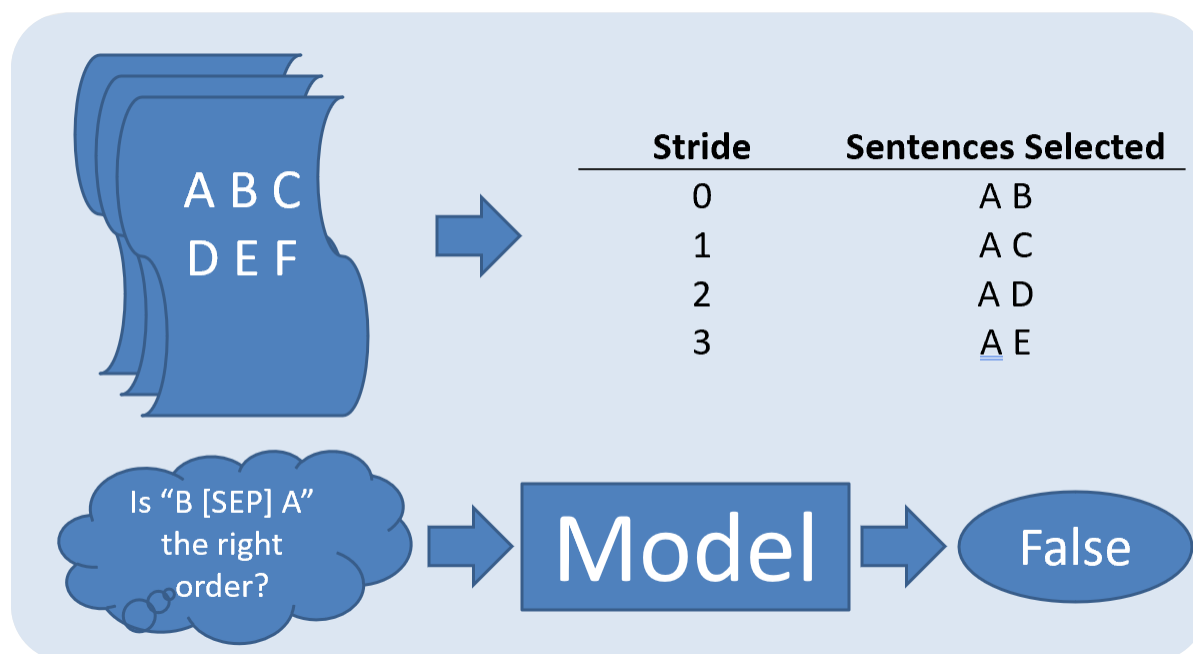 A B C
D E F
Stride Sentences Selected
0 A B
1 A C
2 A D
3 A E
Is “B [SEP] A”
the right
order?
Model
False